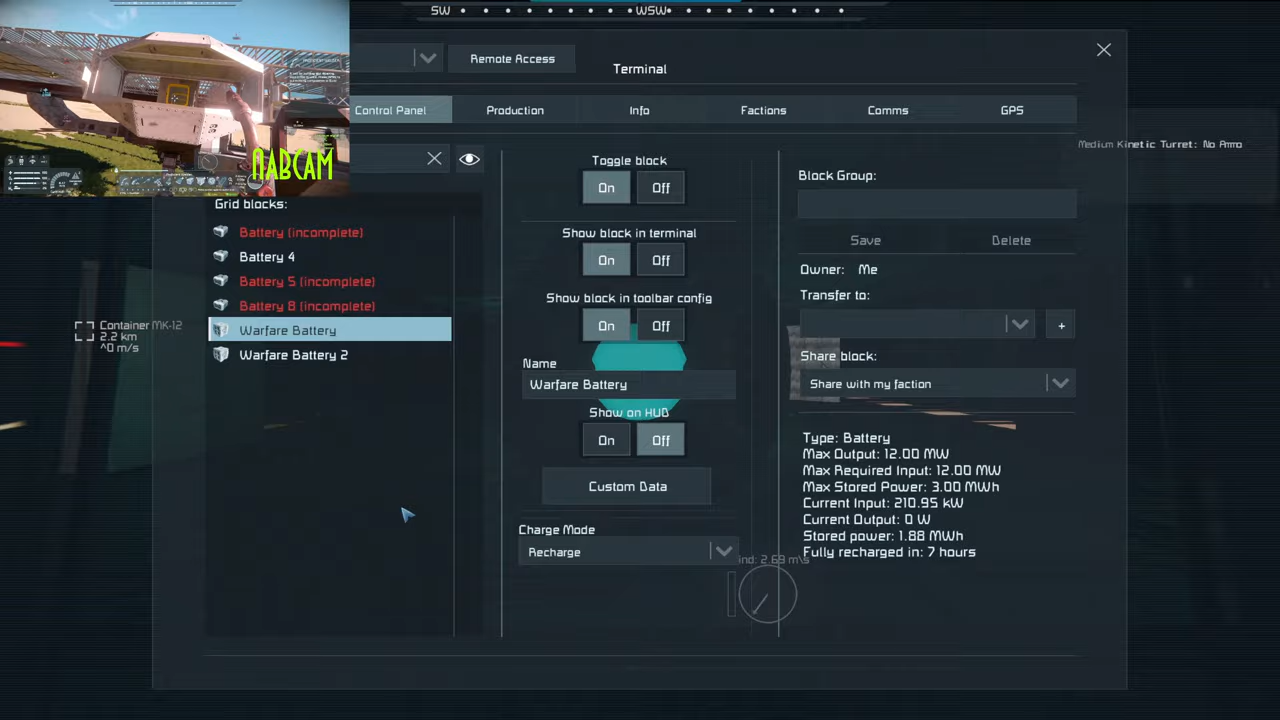 SW
WSW
Remote Access
Terminal
Control Panel
Production
Info
Factions
Comms
GPS
NABCAM
Medium Kinetic Turret: No Ammo
Grid blocks:
Battery (incomplete)
Battery 4
Battery 5 (incomplete)
Battery 8 (incomplete)
Warfare Battery
Warfare Battery 2
Container MK-12
2.2 km
^0 m/s
Toggle block
On Off
Show block in terminal
On Off
Show block in toolbar config
On Off
Name
Warfare Battery
Show on HUD
On Off
Custom Data
Charge Mode
Recharge
Block Group:
Save Delete
Owner: Me
Transfer to:
+
Share block:
Share with my faction
Type: Battery
Max Output: 12.00 MW
Max Required Input: 12.00 MW
Max Stored Power: 3.00 MWh
Current Input: 210.95 kW
Current Output: 0 W
Stored power: 1.88 MWh
Fully recharged in: 7 hours
ind: 2.69 m/s